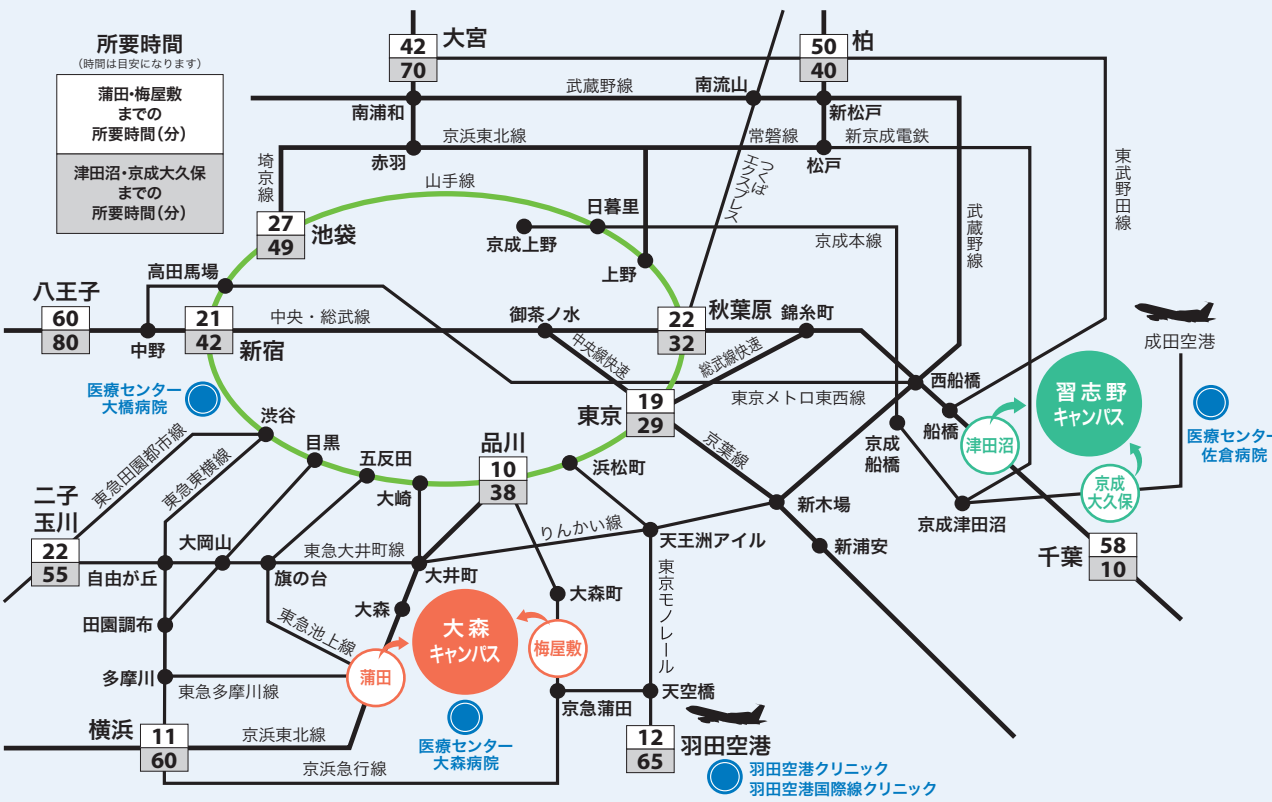 所要時間
(時間は目安になります)
蒲田・梅屋敷
までの
所要時間(分)
津田沼・京成大久保
までの
所要時間(分)
42
70
大宮
50
40
柏
武蔵野線
南流山
南浦和
新松戸
京浜東北線
常磐線
新京成電鉄
赤羽
松戸
埼京線
つくば
エクスプレス
東武野田線
山手線
27
49
池袋
日暮里
京成上野
京成本線
武蔵野線
上野
高田馬場
八王子
60
80
中野
21
42
新宿
中央・総武線
御茶ノ水
22
32
秋葉原
錦糸町
成田空港
中央線快速
総武線快速
西船橋
東京メトロ東西線
医療センター
大橋病院
東京
19
29
船橋
習志野
キャンパス
津田沼
医療センター
佐倉病院
渋谷
目黒
五反田
大崎
品川
10
38
浜松町
京葉線
京成
船橋
京成
大久保
東急田園都市線
東急東横線
二子
玉川
22
55
自由が丘
大岡山
東急大井町線
旗の台
大井町
りんかい線
天王洲アイル
新木場
京成津田沼
新浦安
千葉
58
10
田園調布
東急池上線
大森
大森
キャンパス
大森町
梅屋敷
東京モノレール
蒲田
多摩川
東急多摩川線
京急蒲田
天空橋
横浜
11
60
京浜東北線
京浜急行線
医療センター
大森病院
12
65
羽田空港
羽田空港クリニック
羽田空港国際線クリニック